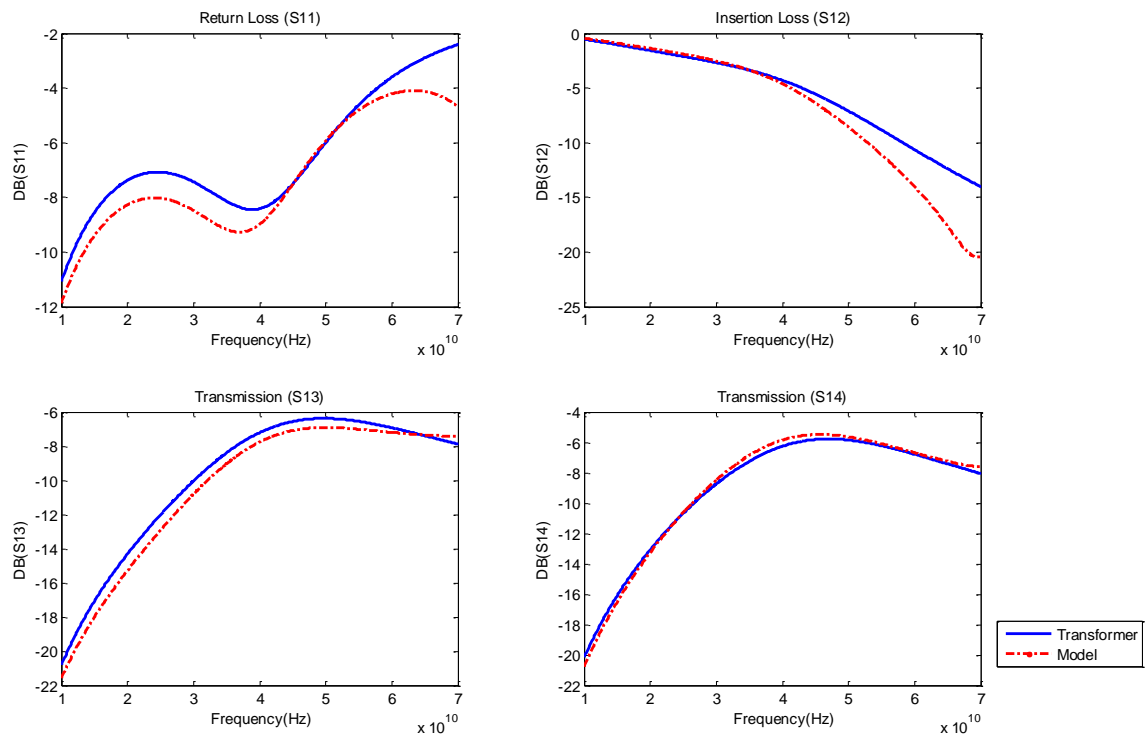 Return Loss (S11)
-2
-4
-6
-8
-10
-12
DB(S11)
1 2 3 4 5 6 7
Frequency(Hz)
x 10^10
Insertion Loss (S12)
0
-5
-10
-15
-20
-25
DB(S12)
1 2 3 4 5 6 7
Frequency(Hz)
x 10^10
Transmission (S13)
-6
-8
-10
-12
-14
-16
-18
-20
-22
DB(S13)
1 2 3 4 5 6 7
Frequency(Hz)
x 10^10
Transmission (S14)
-4
-6
-8
-10
-12
-14
-16
-18
-20
-22
DB(S14)
1 2 3 4 5 6 7
Frequency(Hz)
x 10^10
Transformer
Model